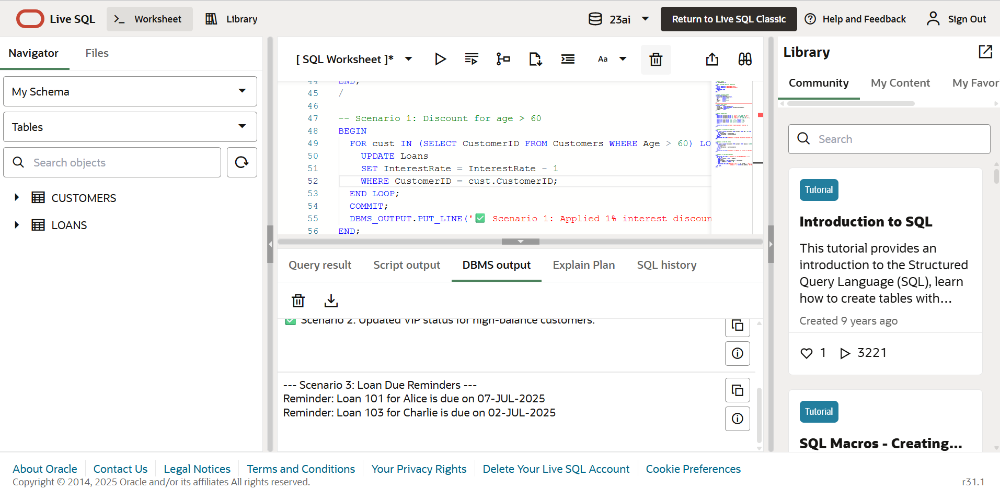 Live SQL
Worksheet
Library
23ai
Return to Live SQL Classic
Help and Feedback
Sign Out
Navigator
Files
My Schema
Tables
Search objects
CUSTOMERS
LOANS
[ SQL Worksheet ]*
Aa
44 END;
45 /
46
47 -- Scenario 1: Discount for age > 60
48 BEGIN
49 FOR cust IN (SELECT CustomerID FROM Customers WHERE Age > 60) LO
50 UPDATE Loans
51 SET InterestRate = InterestRate - 1
52 WHERE CustomerID = cust.CustomerID;
53 END LOOP;
54 COMMIT;
55 DBMS_OUTPUT.PUT_LINE('✅ Scenario 1: Applied 1% interest discoun
56 END;
Query result
Script output
DBMS output
Explain Plan
SQL history
✅ Scenario 2: Updated VIP status for high-balance customers.
--- Scenario 3: Loan Due Reminders ---
Reminder: Loan 101 for Alice is due on 07-JUL-2025
Reminder: Loan 103 for Charlie is due on 02-JUL-2025
Library
Community
My Content
My Favor
Search
Tutorial
Introduction to SQL
This tutorial provides an
introduction to the Structured
Query Language (SQL), learn
how to create tables with...
Created 9 years ago
1
3221
Tutorial
SQL Macros - Creating...
About Oracle
Contact Us
Legal Notices
Terms and Conditions
Your Privacy Rights
Delete Your Live SQL Account
Cookie Preferences
Copyright © 2014, 2025 Oracle and/or its affiliates All rights reserved.
r31.1